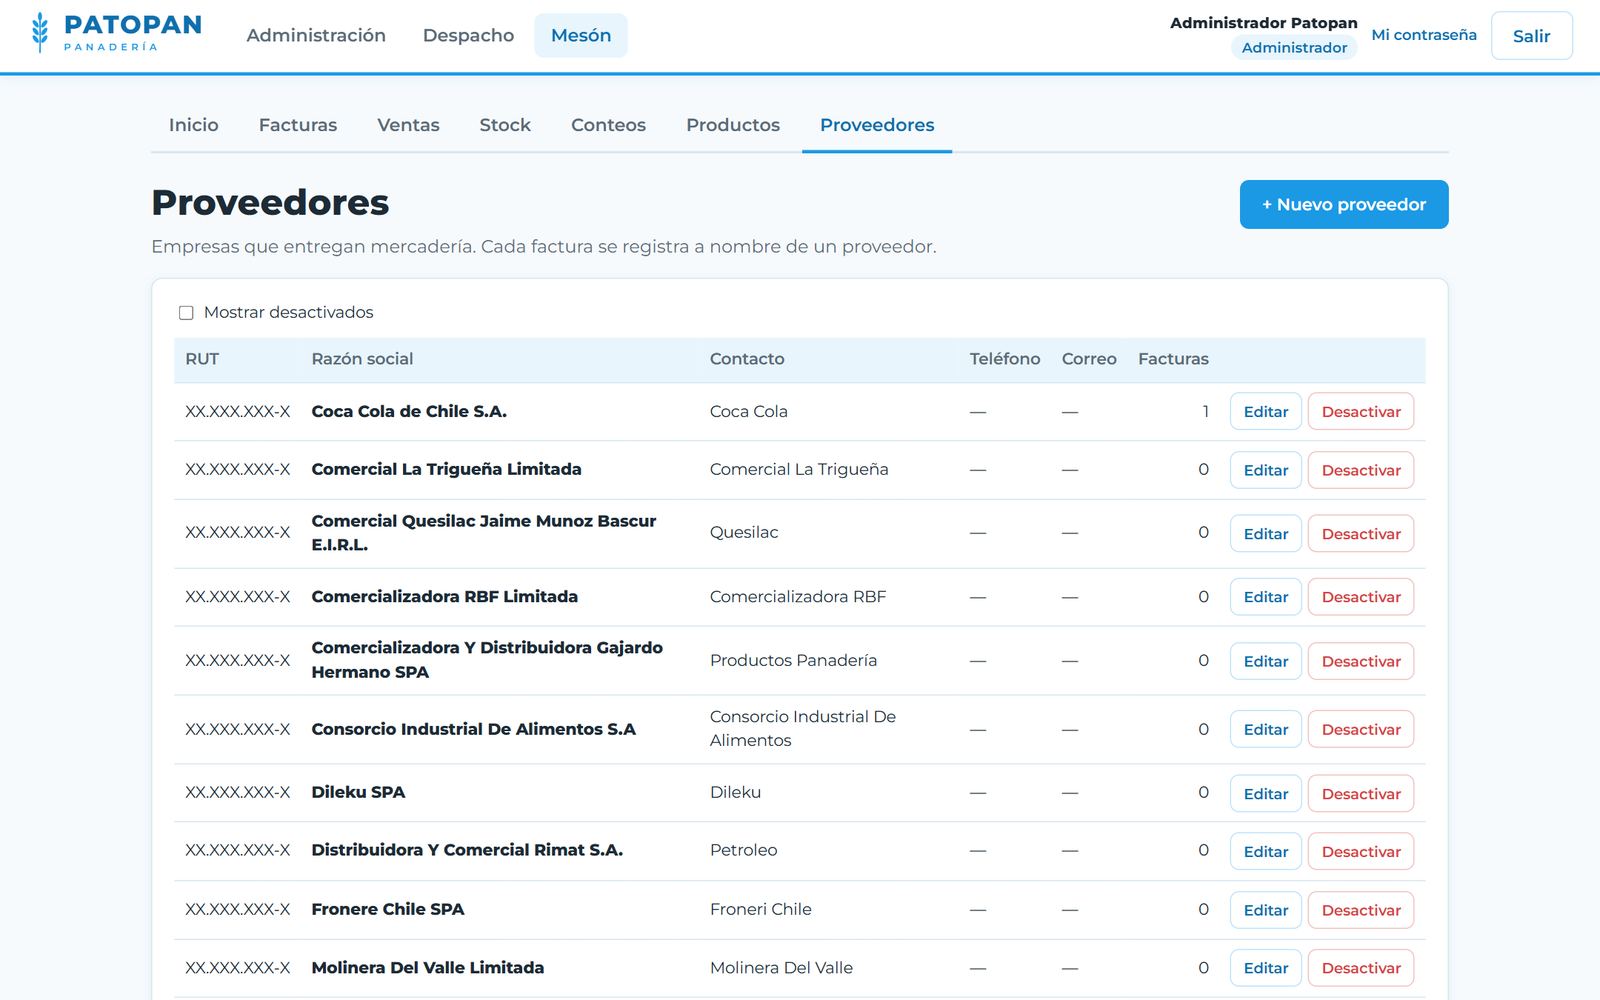 PATOPAN
PANADERÍA
Administración
Despacho
Mesón
Administrador Patopan
Administrador
Mi contraseña
Salir
Inicio
Facturas
Ventas
Stock
Conteos
Productos
Proveedores
Proveedores
+ Nuevo proveedor
Empresas que entregan mercadería. Cada factura se registra a nombre de un proveedor.
Mostrar desactivados
RUT Razón social Contacto Teléfono Correo Facturas
XX.XXX.XXX-X Coca Cola de Chile S.A. Coca Cola — — 1 Editar Desactivar
XX.XXX.XXX-X Comercial La Trigueña Limitada Comercial La Trigueña — — 0 Editar Desactivar
XX.XXX.XXX-X Comercial Quesilac Jaime Munoz Bascur
E.I.R.L. Quesilac — — 0 Editar Desactivar
XX.XXX.XXX-X Comercializadora RBF Limitada Comercializadora RBF — — 0 Editar Desactivar
XX.XXX.XXX-X Comercializadora Y Distribuidora Gajardo
Hermano SPA Productos Panadería — — 0 Editar Desactivar
XX.XXX.XXX-X Consorcio Industrial De Alimentos S.A Consorcio Industrial De
Alimentos — — 0 Editar Desactivar
XX.XXX.XXX-X Dileku SPA Dileku — — 0 Editar Desactivar
XX.XXX.XXX-X Distribuidora Y Comercial Rimat S.A. Petroleo — — 0 Editar Desactivar
XX.XXX.XXX-X Fronere Chile SPA Froneri Chile — — 0 Editar Desactivar
XX.XXX.XXX-X Molinera Del Valle Limitada Molinera Del Valle — — 0 Editar Desactivar